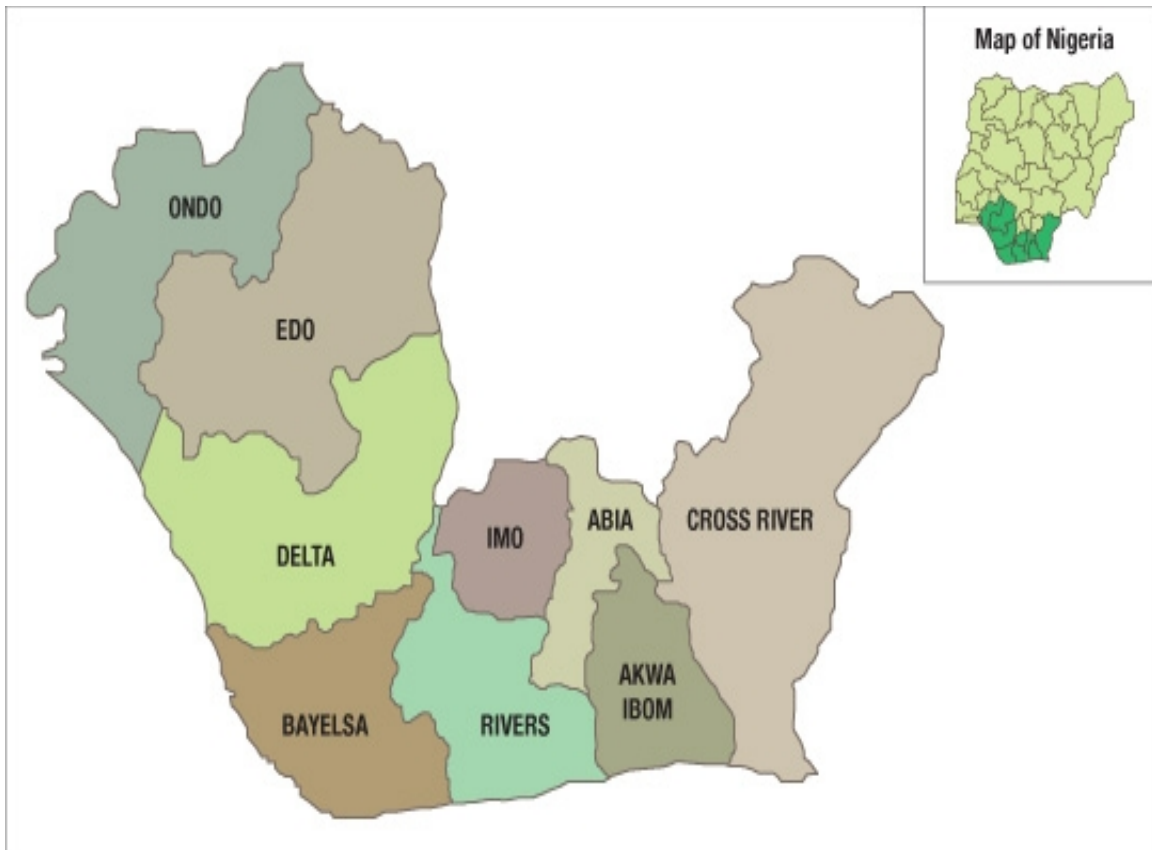 Map of Nigeria
ONDO
EDO
DELTA
IMO
ABIA
CROSS RIVER
AKWA
IBOM
BAYELSA
RIVERS